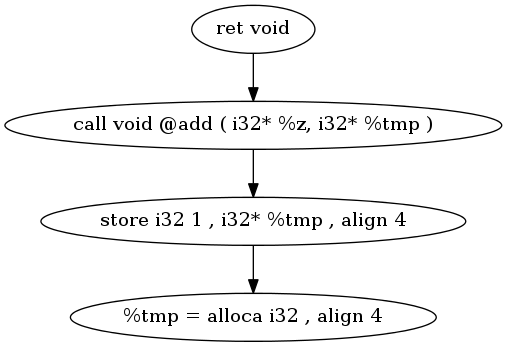 ret void
call void @add ( i32* %z, i32* %tmp )
store i32 1 , i32* %tmp , align 4
%tmp = alloca i32 , align 4